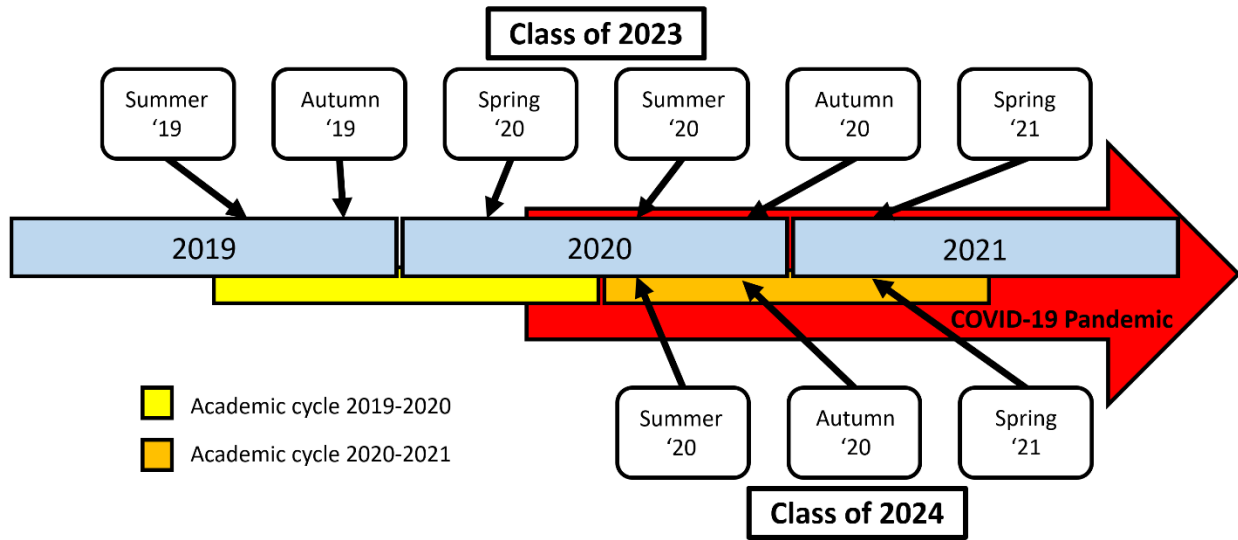 Class of 2023
Summer
‘19
Autumn
‘19
Spring
‘20
Summer
‘20
Autumn
‘20
Spring
‘21
2019
2020
2021
COVID-19 Pandemic
Academic cycle 2019-2020
Academic cycle 2020-2021
Summer
‘20
Autumn
‘20
Spring
‘21
Class of 2024